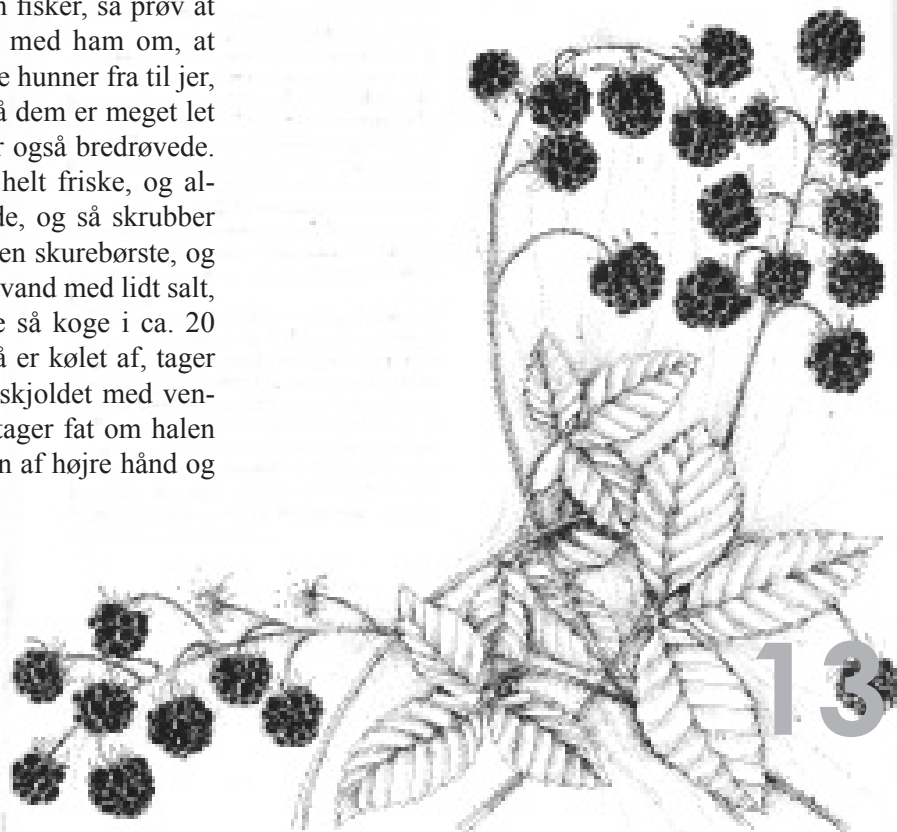 fisker, så prøv at
med ham om, at
hunner fra til jer,
dem er meget let
også bredrøvede.
helt friske, og al-
og så skrubber
en skurebørste, og
vand med lidt salt,
så koge i ca. 20
er kølet af, tager
skjoldet med ven-
tager fat om halen
af højre hånd og
13